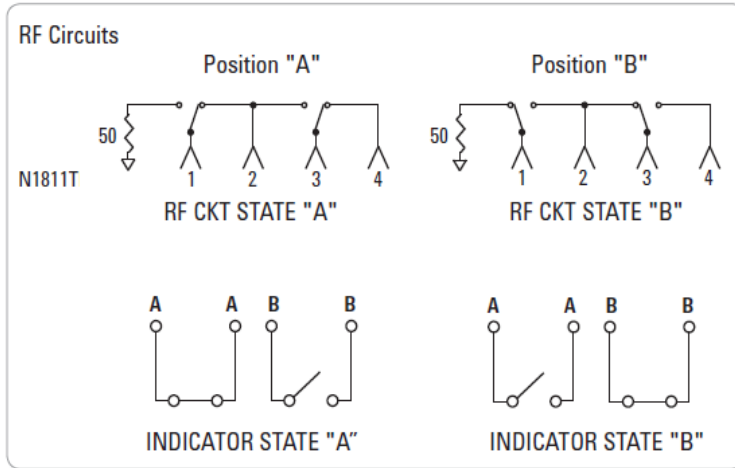 RF Circuits
Position "A" Position "B"
50 50
N1811T 1 2 3 4 1 2 3 4
RF CKT STATE "A" RF CKT STATE "B"
A A B B A A B B
INDICATOR STATE "A” INDICATOR STATE "B"